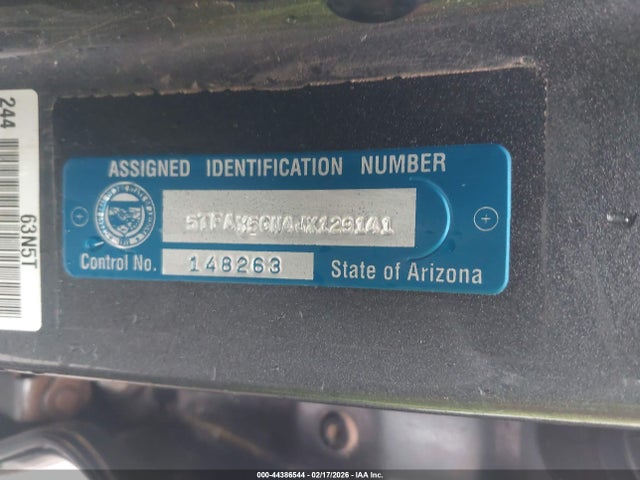 ASSIGNED IDENTIFICATION NUMBER
Control No. 148263 State of Arizona
244
63N5T
000-44386544 - 02/17/2026 - IAA Inc.